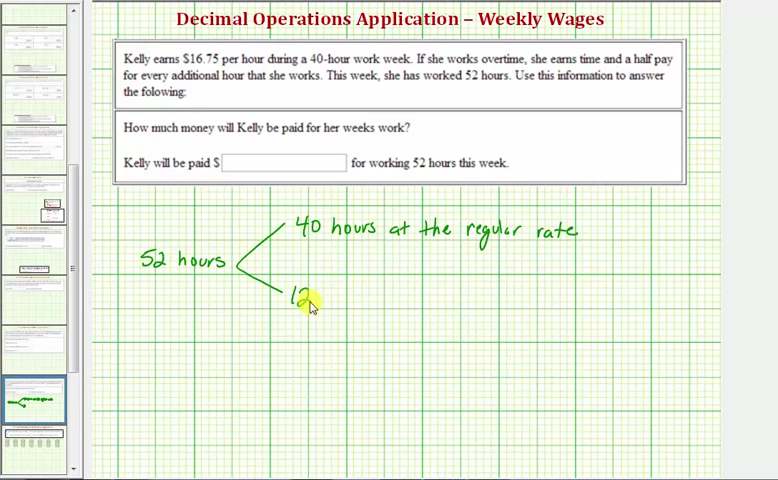 Decimal Operations Application – Weekly Wages
Kelly earns $16.75 per hour during a 40-hour work week. If she works overtime, she earns time and a half pay
for every additional hour that she works. This week, she has worked 52 hours. Use this information to answer
the folowing:
How much money will Kelly be paid for her weeks work?
Kelly will be paid $ for working 52 hours this week.
40 hours at the regular rate
52 hours
12